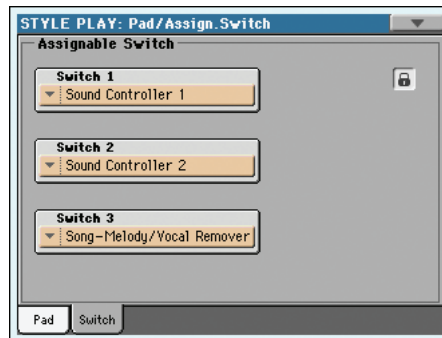 STYLE PLAY: Pad/Assign.Switch
Assignable Switch
Switch 1
Sound Controller 1
Switch 2
Sound Controller 2
Switch 3
Song-Melody/Vocal Remover
Pad
Switch